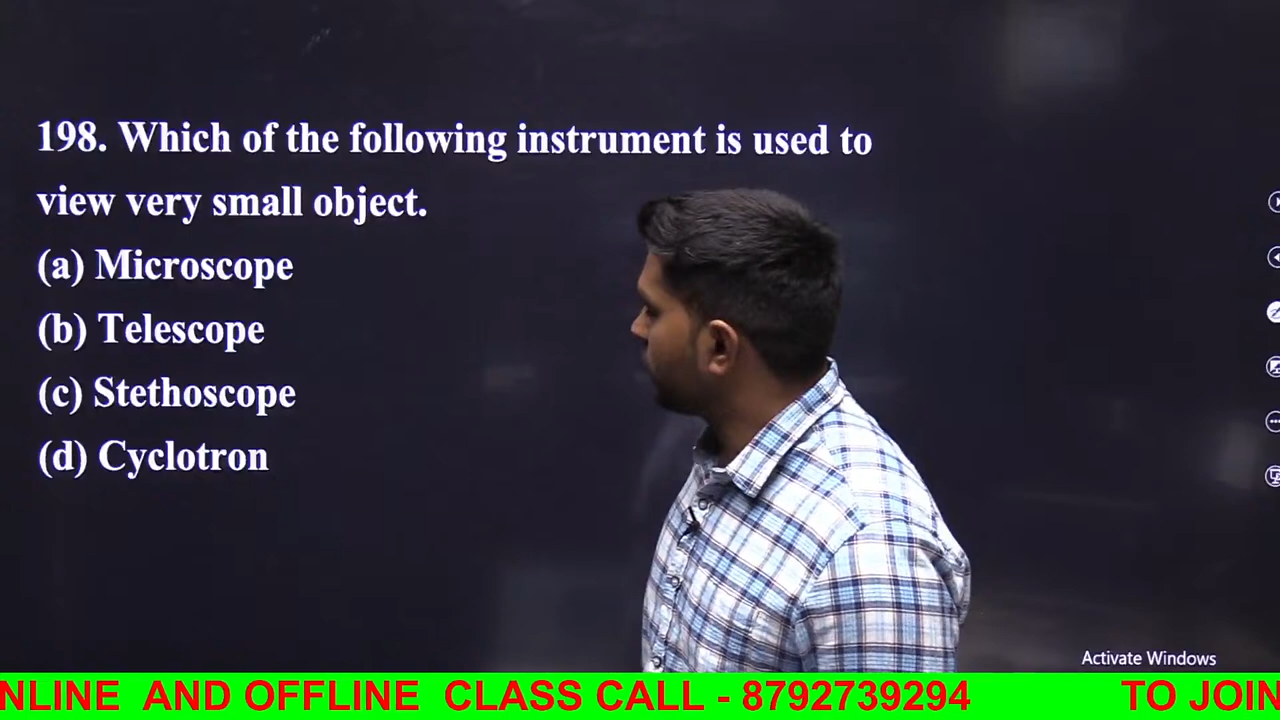 198. Which of the following instrument is used to
view very small object.
(a) Microscope
(b) Telescope
(c) Stethoscope
(d) Cyclotron
Activate Windows
NLINE AND OFFLINE CLASS CALL - 8792739294 TO JOIN